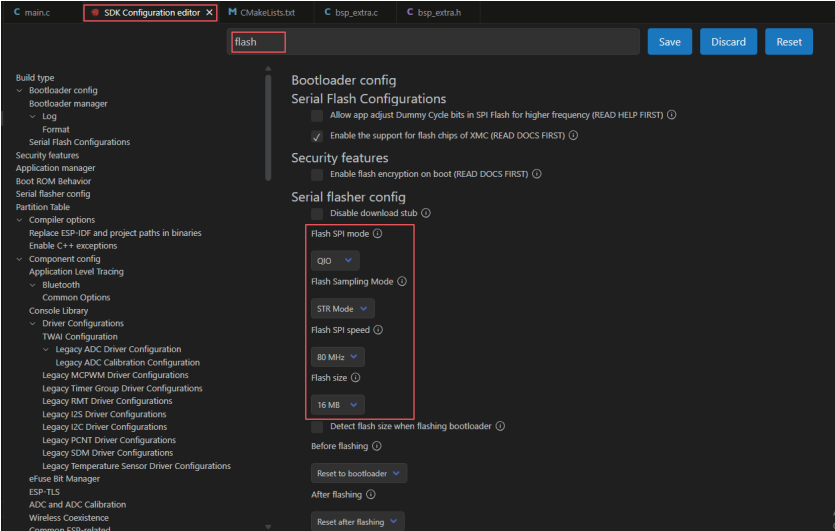 main.c
SDK Configuration editor
CMakeLists.txt
bsp_extra.c
bsp_extra.h
flash
Save
Discard
Reset
Build type
Bootloader config
Bootloader manager
Log
Format
Serial Flash Configurations
Security features
Application manager
Boot ROM Behavior
Serial flasher config
Partition Table
Compiler options
Replace ESP-IDF and project paths in binaries
Enable C++ exceptions
Component config
Application Level Tracing
Bluetooth
Common Options
Console Library
Driver Configurations
TWAI Configuration
Legacy ADC Driver Configuration
Legacy ADC Calibration Configuration
Legacy MCPWM Driver Configurations
Legacy Timer Group Driver Configurations
Legacy RMT Driver Configurations
Legacy I2S Driver Configurations
Legacy I2C Driver Configurations
Legacy PCNT Driver Configurations
Legacy SDM Driver Configurations
Legacy Temperature Sensor Driver Configurations
eFuse Bit Manager
ESP-TLS
ADC and ADC Calibration
Wireless Coexistence
Common ESP-related
Bootloader config
Serial Flash Configurations
Allow app adjust Dummy Cycle bits in SPI Flash for higher frequency (READ HELP FIRST)
Enable the support for flash chips of XMC (READ DOCS FIRST)
Security features
Enable flash encryption on boot (READ DOCS FIRST)
Serial flasher config
Disable download stub
Flash SPI mode
QIO
Flash Sampling Mode
STR Mode
Flash SPI speed
80 MHz
Flash size
16 MB
Detect flash size when flashing bootloader
Before flashing
Reset to bootloader
After flashing
Reset after flashing